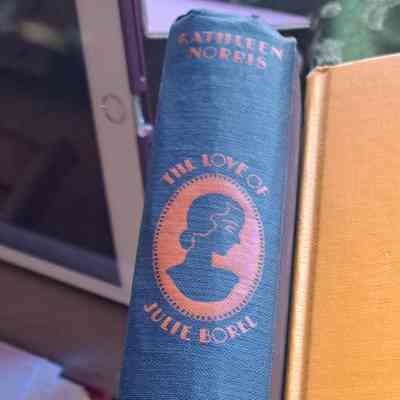 KATHLEEN
NORRIS
THE LOVE OF
JULIE BOREL